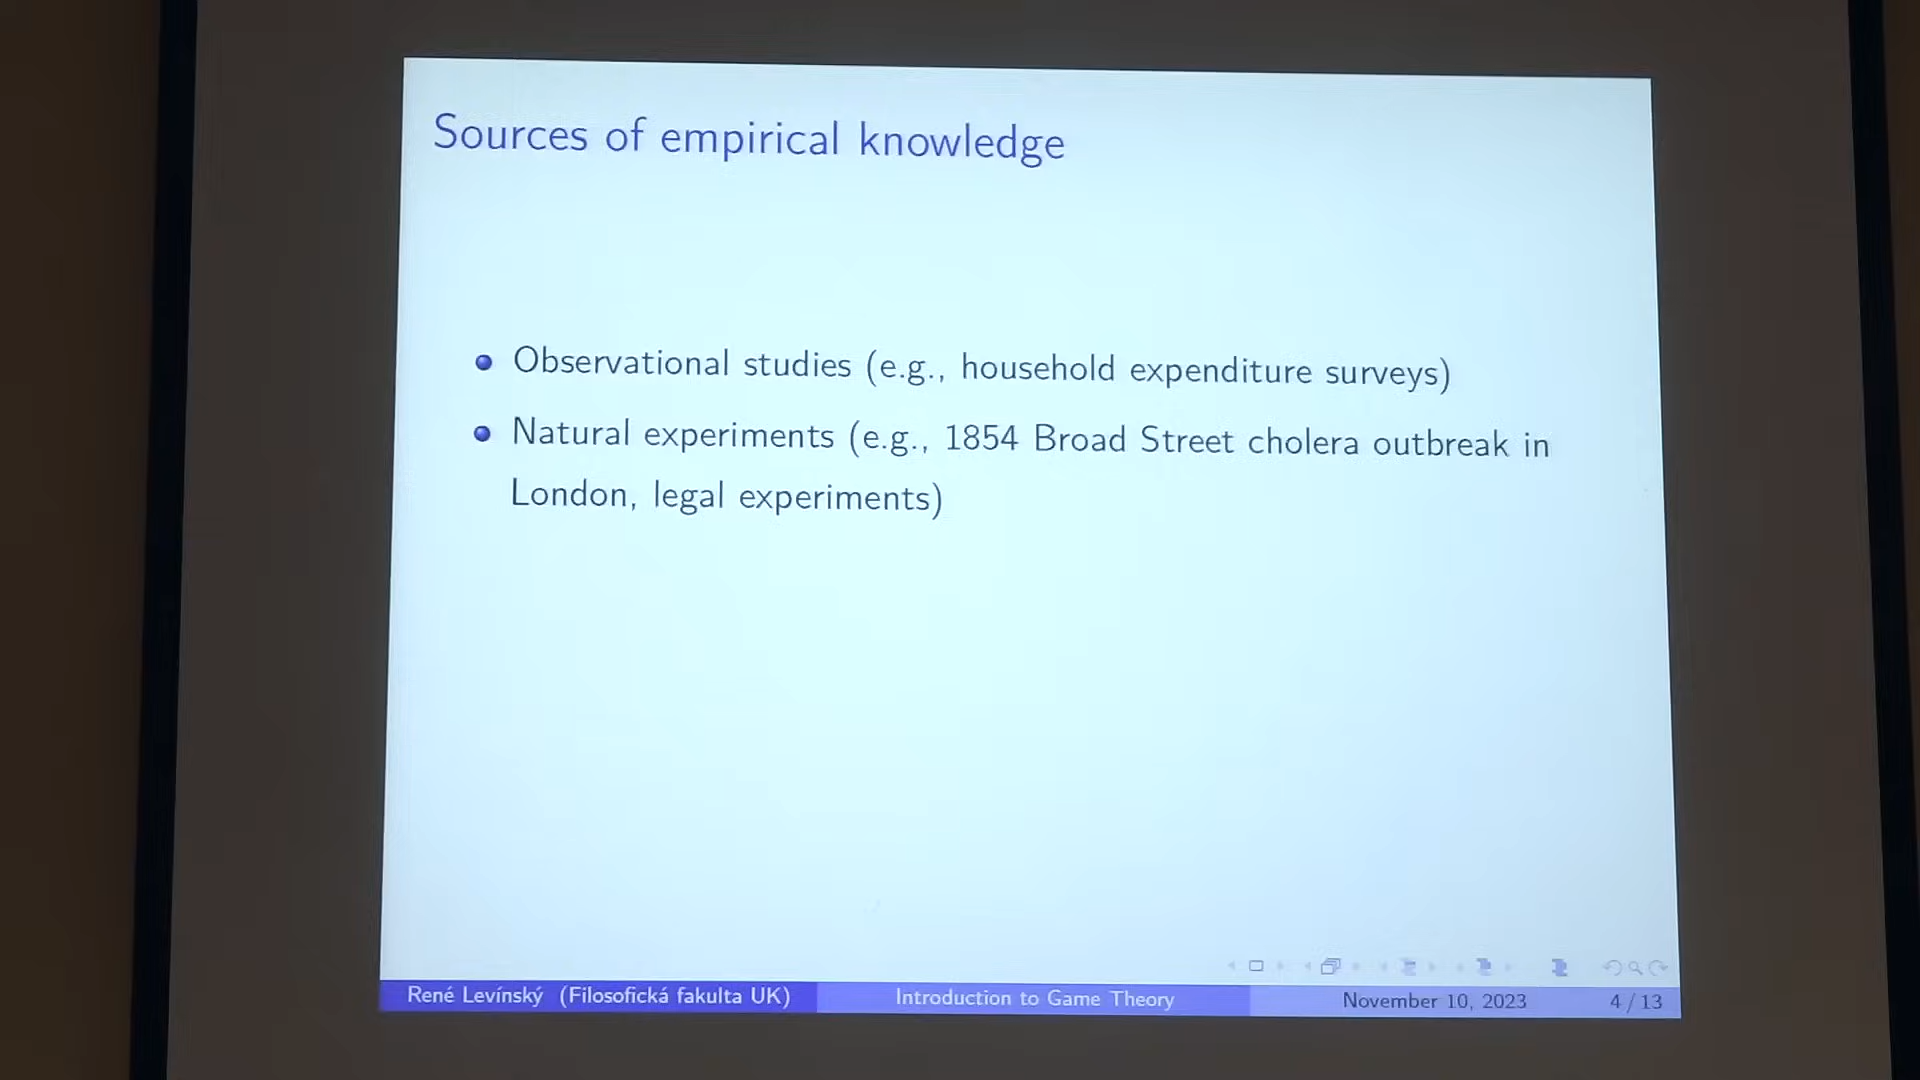 Sources of empirical knowledge
Observational studies (e.g., household expenditure surveys)
Natural experiments (e.g., 1854 Broad Street cholera outbreak in
London, legal experiments)
René Levínský (Filosofická fakulta UK) Introduction to Game Theory November 10, 2023 4 / 13